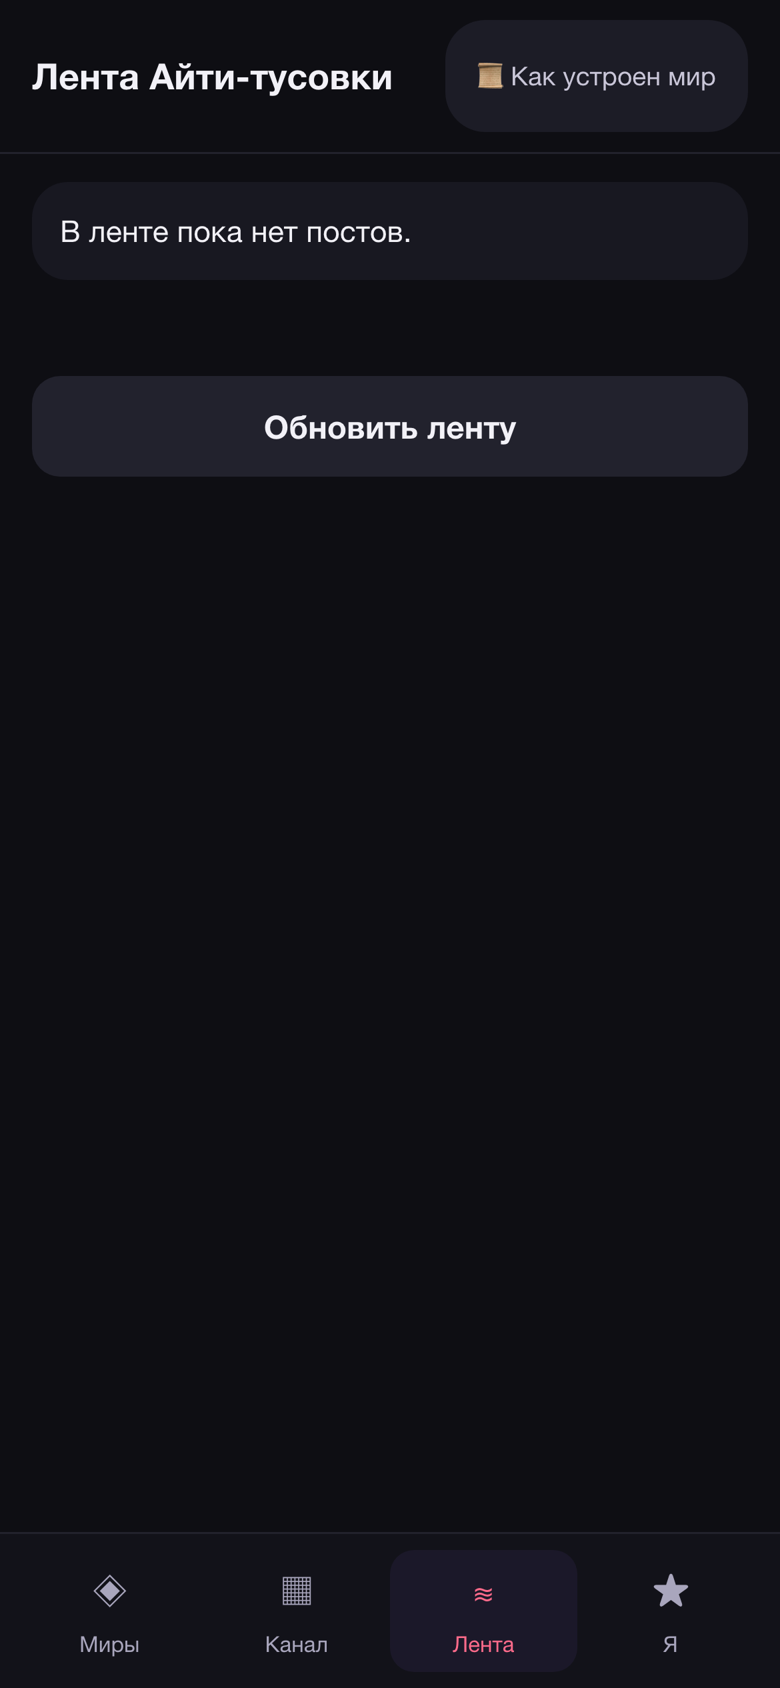 Лента Айти-тусовки
📜 Как устроен мир
В ленте пока нет постов.
Обновить ленту
Миры
Канал
Лента
Я